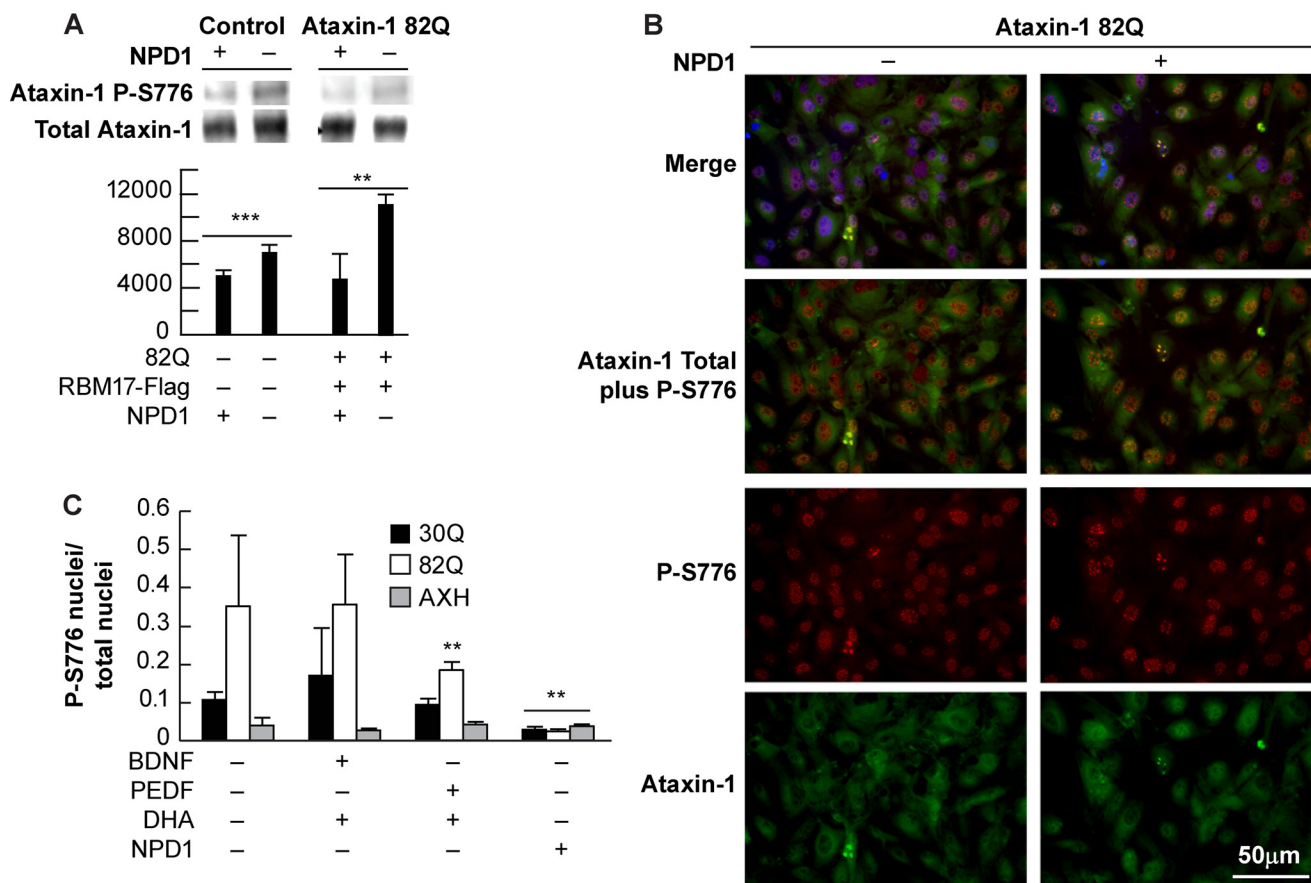 A
Control Ataxin-1 82Q
NPD1 + – + –
Ataxin-1 P-S776
Total Ataxin-1
12000
8000
4000
0
*** **
82Q – – + +
RBM17-Flag – – + +
NPD1 + – + –
B
Ataxin-1 82Q
NPD1 – +
Merge
Ataxin-1 Total
plus P-S776
P-S776
Ataxin-1
50μm
C
P-S776 nuclei/
total nuclei
0.6
0.5
0.4
0.3
0.2
0.1
0
30Q
82Q
AXH
** **
BDNF – + – –
PEDF – – + –
DHA – + + –
NPD1 – – – +